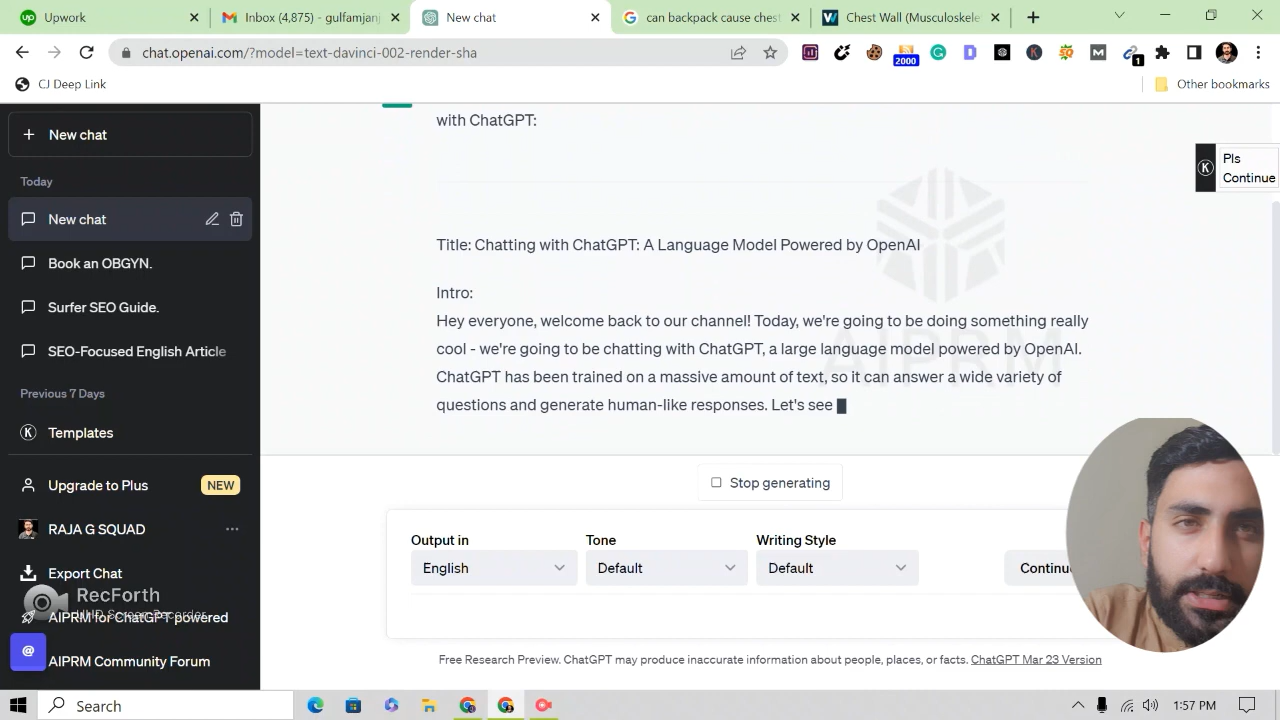 Upwork
Inbox (4,875) - gulfamjanj
New chat
can backpack cause chest
Chest Wall (Musculoskele
chat.openai.com/?model=text-davinci-002-render-sha
2000
1
CJ Deep Link
Other bookmarks
New chat
Today
New chat
Book an OBGYN.
Surfer SEO Guide.
SEO-Focused English Article
Previous 7 Days
Templates
Upgrade to Plus
NEW
RAJA G SQUAD
Export Chat
RecForth
AIPRM for ChatGPT powered
AIPRM Community Forum
with ChatGPT:
Pls
Continue
Title: Chatting with ChatGPT: A Language Model Powered by OpenAI
Intro:
Hey everyone, welcome back to our channel! Today, we're going to be doing something really
cool - we're going to be chatting with ChatGPT, a large language model powered by OpenAI.
ChatGPT has been trained on a massive amount of text, so it can answer a wide variety of
questions and generate human-like responses. Let's see
AIPRM
Stop generating
Output in
Tone
Writing Style
English
Default
Default
Continue
Free Research Preview. ChatGPT may produce inaccurate information about people, places, or facts. ChatGPT Mar 23 Version
Search
1:57 PM